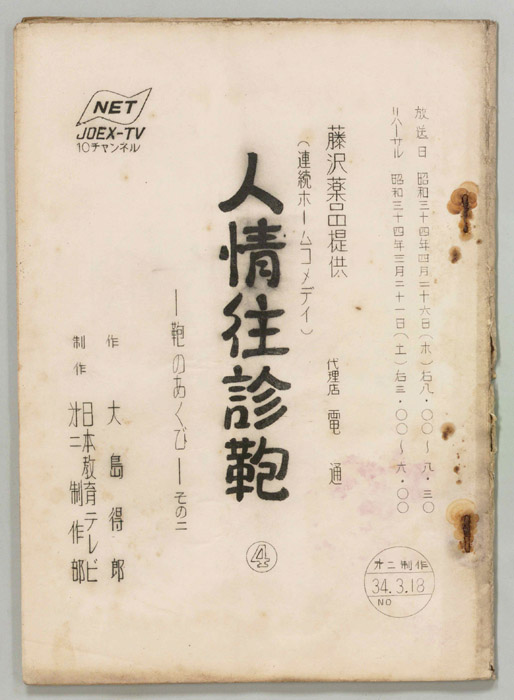 放送日 昭和三十四年四月二十六日(木)后八・〇〇〜八・三〇
リハーサル 昭和三十四年三月二十一日(土)后三・〇〇〜六・〇〇
藤沢薬品提供
代理店 電通
(連続ホームコメディ)
人情往診鞄
④
―鞄のあくび― その二
作 大島得郎
制作 日本教育テレビ
才二制作部
NET
JOEX-TV
10チャンネル
才二制作
34.3.18
NO